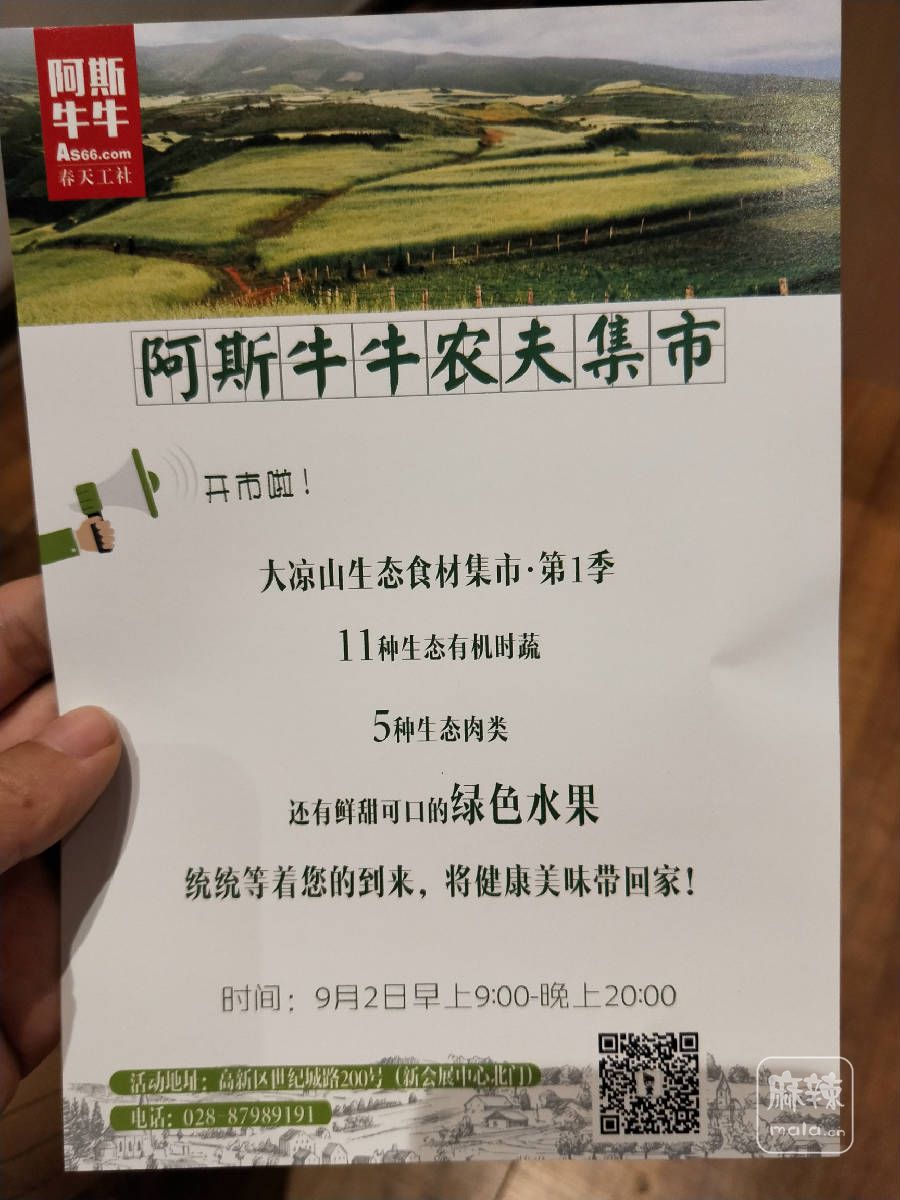 阿斯
牛牛
As66.com
春天工社
阿斯牛牛农夫集市
开市啦！
大凉山生态食材集市·第1季
11种生态有机时蔬
5种生态肉类
还有鲜甜可口的绿色水果
统统等着您的到来，将健康美味带回家！
时间：9月2日早上9:00-晚上20:00
活动地址：高新区世纪城路200号（新会展中心北门）
电话：028-87989191
麻辣
mala.cn